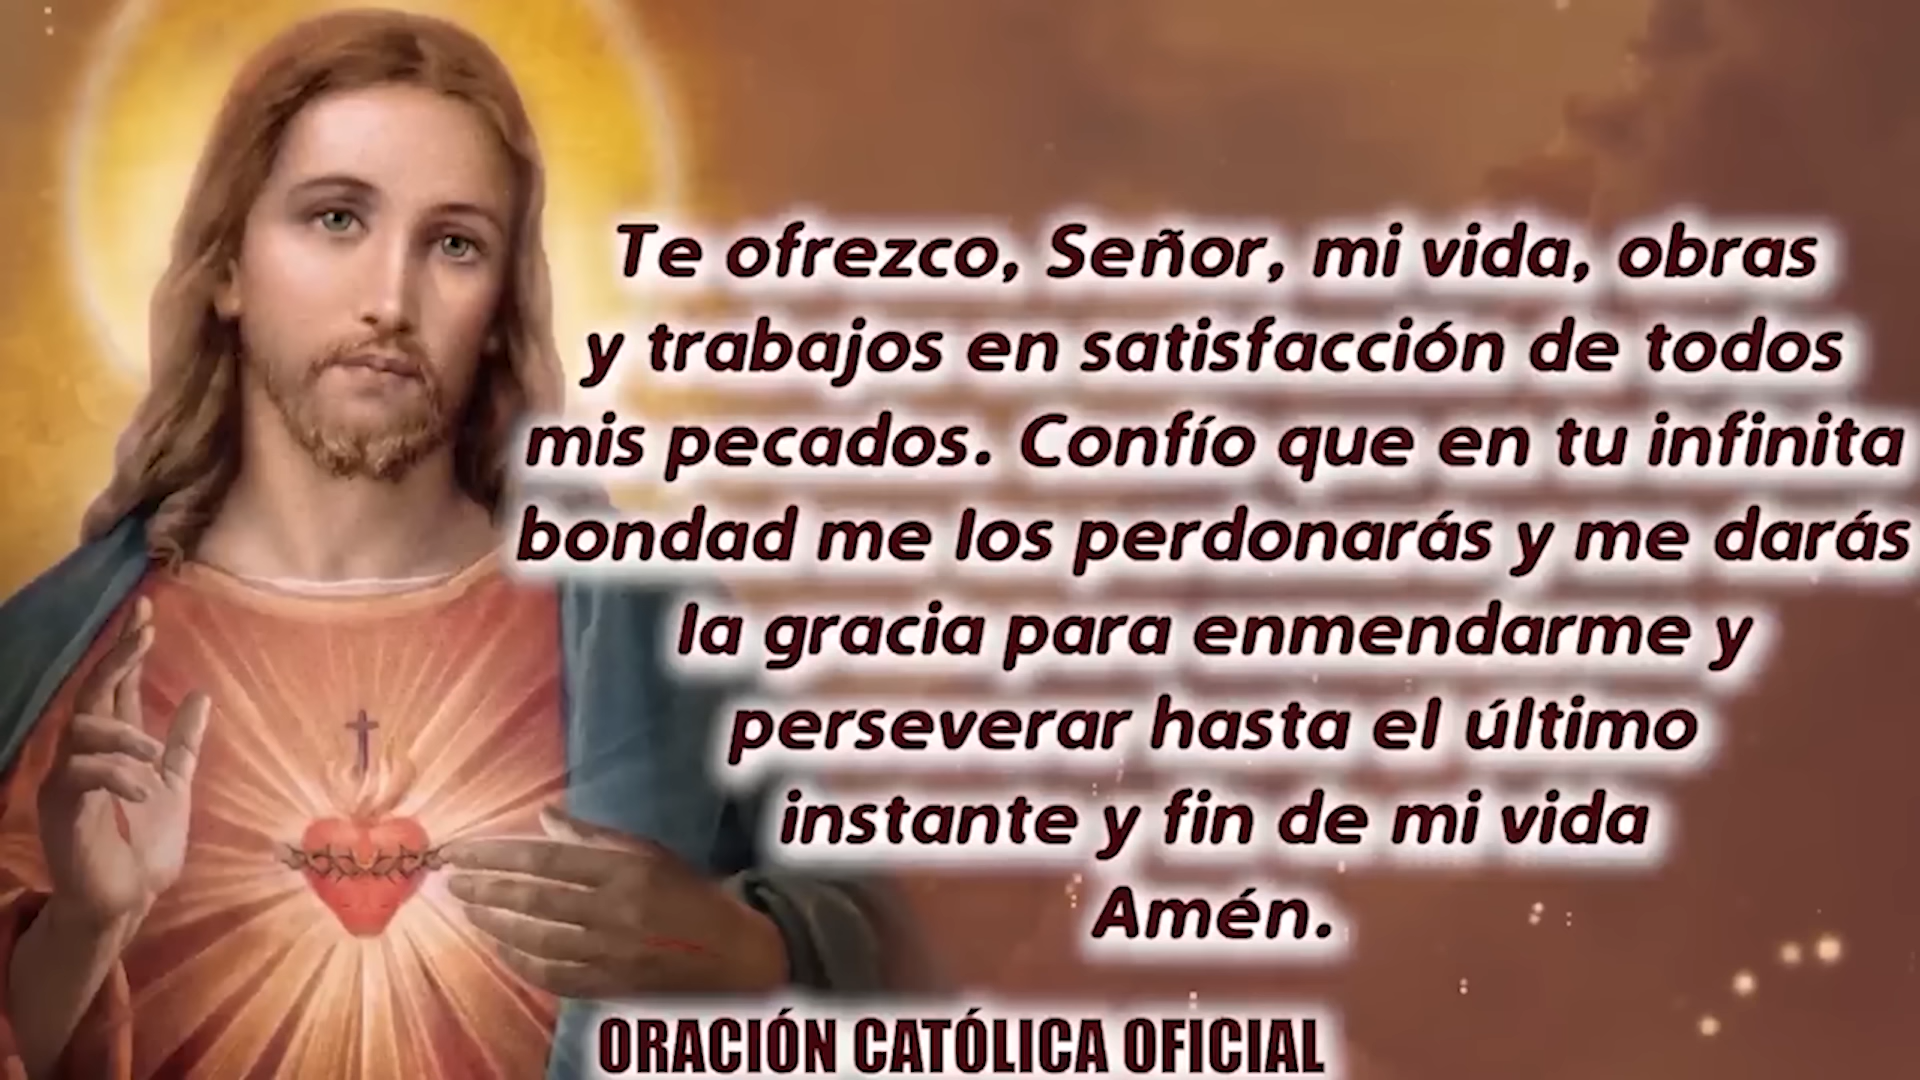 Te ofrezco, Señor, mi vida, obras
y trabajos en satisfacción de todos
mis pecados. Confío que en tu infinita
bondad me los perdonarás y me darás
la gracia para enmendarme y
perseverar hasta el último
instante y fin de mi vida
Amén.
ORACIÓN CATÓLICA OFICIAL